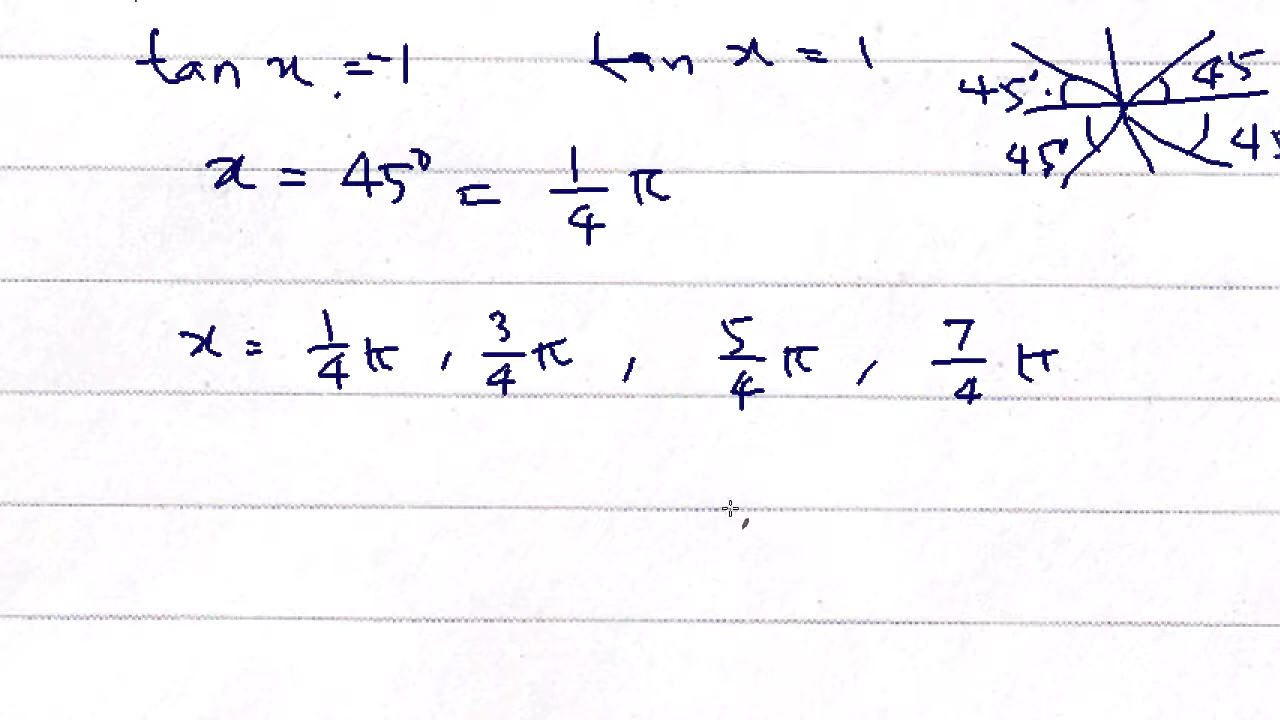 tan x = -1 tan x = 1 45
45°
45° 45
x = 45° = 1/4 π
x = 1/4 π , 3/4 π , 5/4 π , 7/4 π